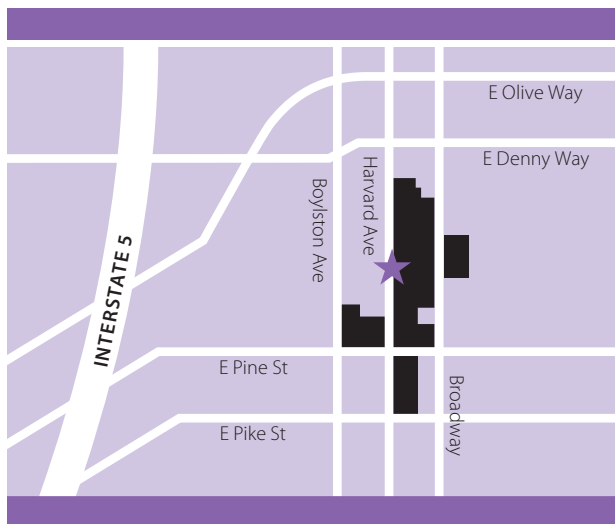 E Olive Way
E Denny Way
Harvard Ave
Boylston Ave
INTERSTATE 5
E Pine St
Broadway
E Pike St